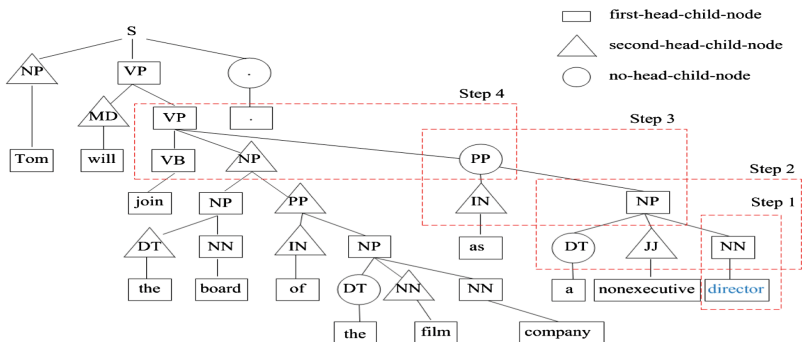 first-head-child-node
S
second-head-child-node
NP VP .
no-head-child-node
Step 4
MD VP .
Step 3
Tom will VB NP PP
Step 2
join NP PP IN NP
Step 1
DT NN IN NP as DT JJ NN
the board of DT NN NN a nonexecutive director
the film company